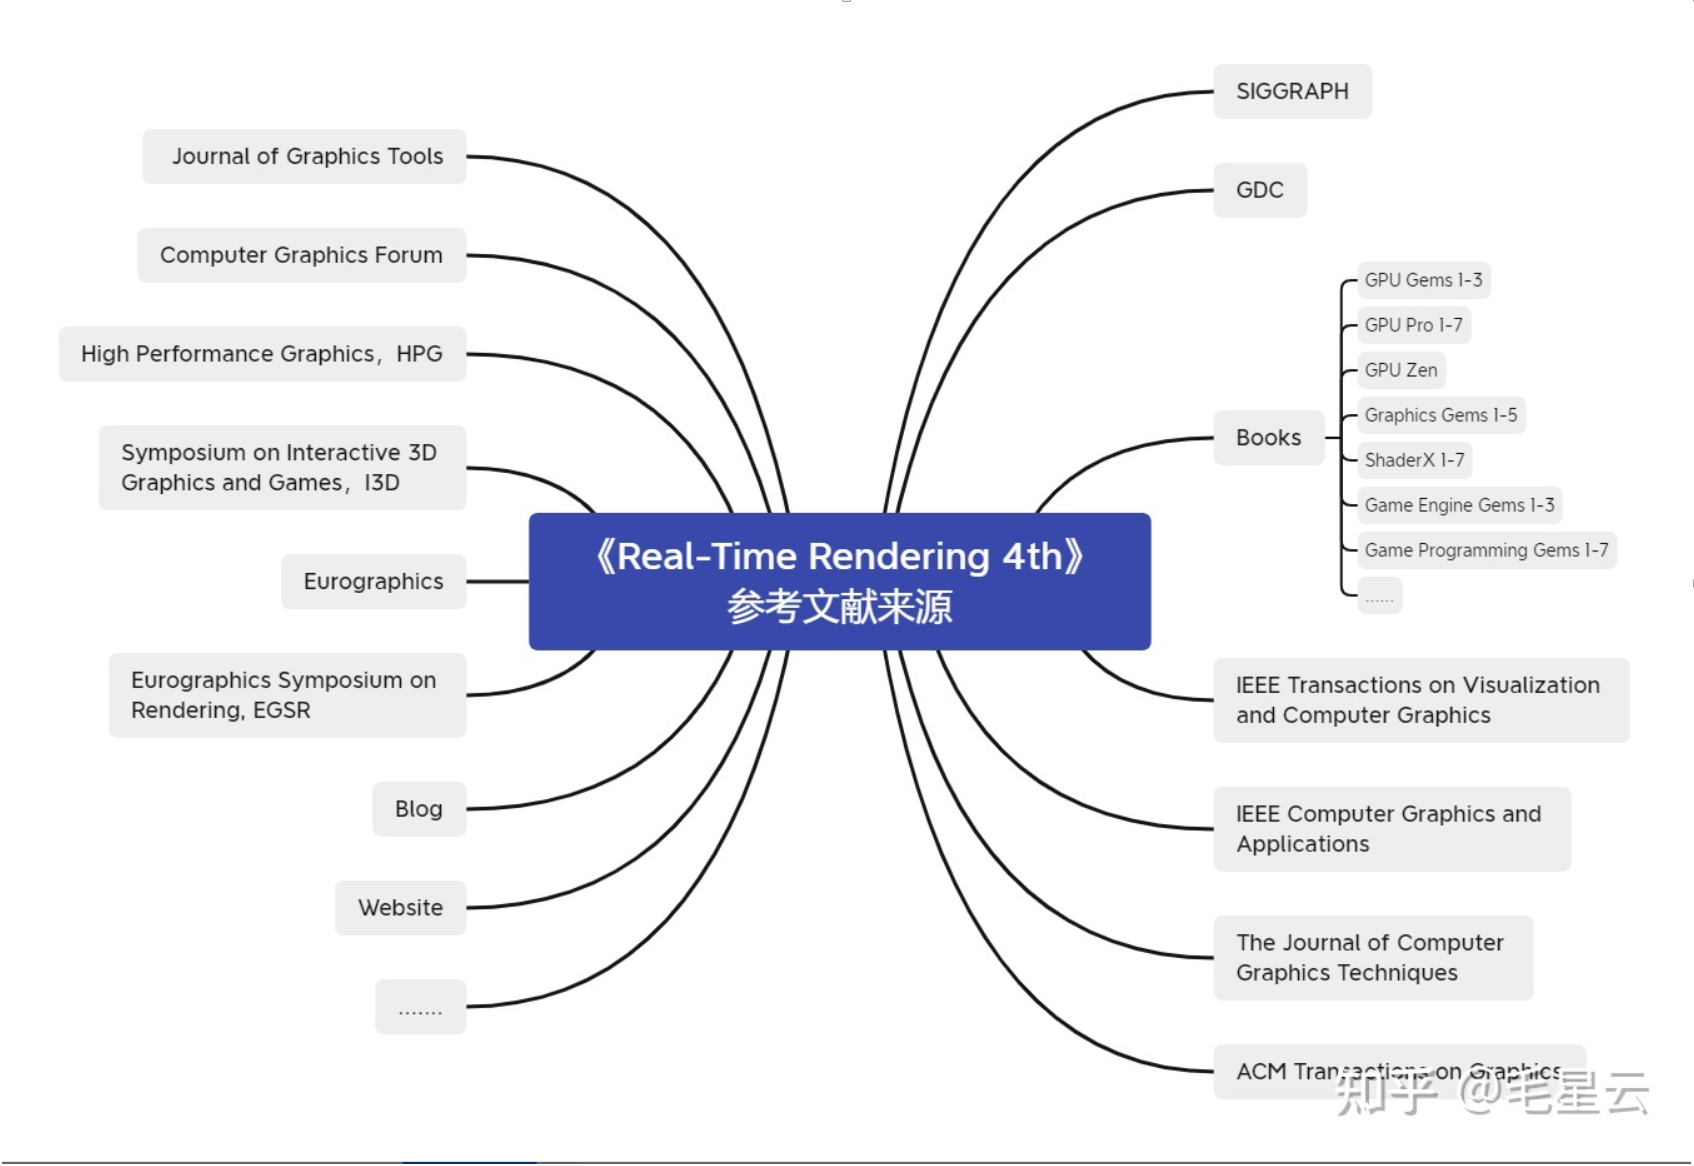 《Real-Time Rendering 4th》
参考文献来源
Journal of Graphics Tools
Computer Graphics Forum
High Performance Graphics，HPG
Symposium on Interactive 3D
Graphics and Games，I3D
Eurographics
Eurographics Symposium on
Rendering, EGSR
Blog
Website
.......
SIGGRAPH
GDC
Books
GPU Gems 1-3
GPU Pro 1-7
GPU Zen
Graphics Gems 1-5
ShaderX 1-7
Game Engine Gems 1-3
Game Programming Gems 1-7
......
IEEE Transactions on Visualization
and Computer Graphics
IEEE Computer Graphics and
Applications
The Journal of Computer
Graphics Techniques
ACM Transactions on Graphics
知乎 @毛星云